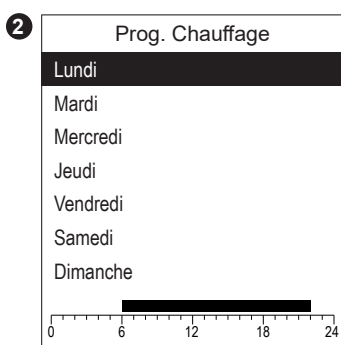 2
Prog. Chauffage
Lundi
Mardi
Mercredi
Jeudi
Vendredi
Samedi
Dimanche
0 6 12 18 24